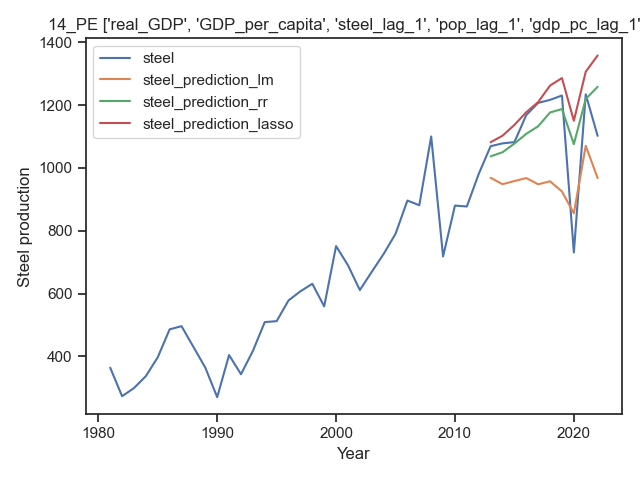 14_PE ['real_GDP', 'GDP_per_capita', 'steel_lag_1', 'pop_lag_1', 'gdp_pc_lag_1'
steel
steel_prediction_lm
steel_prediction_rr
steel_prediction_lasso
1400
1200
1000
800
600
400
Steel production
1980
1990
2000
2010
2020
Year